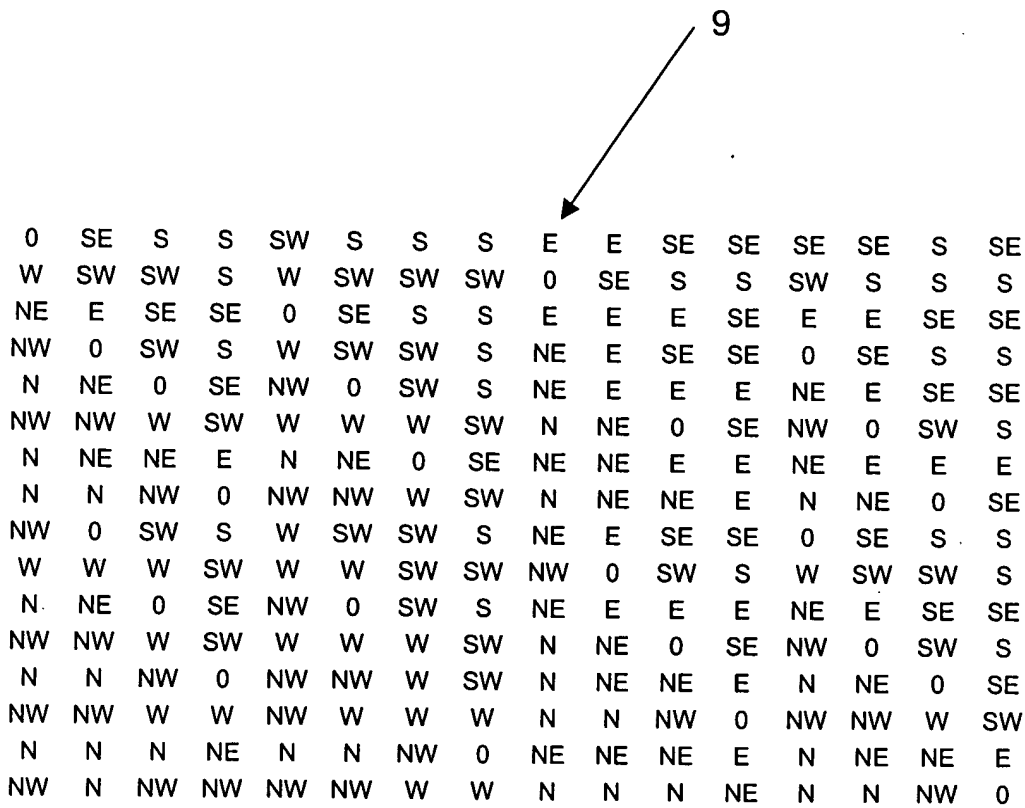 9
0 SE S S SW S S S E E SE SE SE SE S SE
W SW SW S W SW SW SW 0 SE S S SW S S S
NE E SE SE 0 SE S S E E E SE E E SE SE
NW 0 SW S W SW SW S NE E SE SE 0 SE S S
N NE 0 SE NW 0 SW S NE E E E NE E SE SE
NW NW W SW W W W SW N NE 0 SE NW 0 SW S
N NE NE E N NE 0 SE NE NE E E NE E E E
N N NW 0 NW NW W SW N NE NE E N NE 0 SE
NW 0 SW S W SW SW S NE E SE SE 0 SE S S
W W W SW W W SW SW NW 0 SW S W SW SW S
N NE 0 SE NW 0 SW S NE E E E NE E SE SE
NW NW W SW W W W SW N NE 0 SE NW 0 SW S
N N NW 0 NW NW W SW N NE NE E N NE 0 SE
NW NW W W NW W W W N N NW 0 NW NW W SW
N N N NE N N NW 0 NE NE NE E N NE NE E
NW N NW NW NW NW W W N N N NE N N NW 0